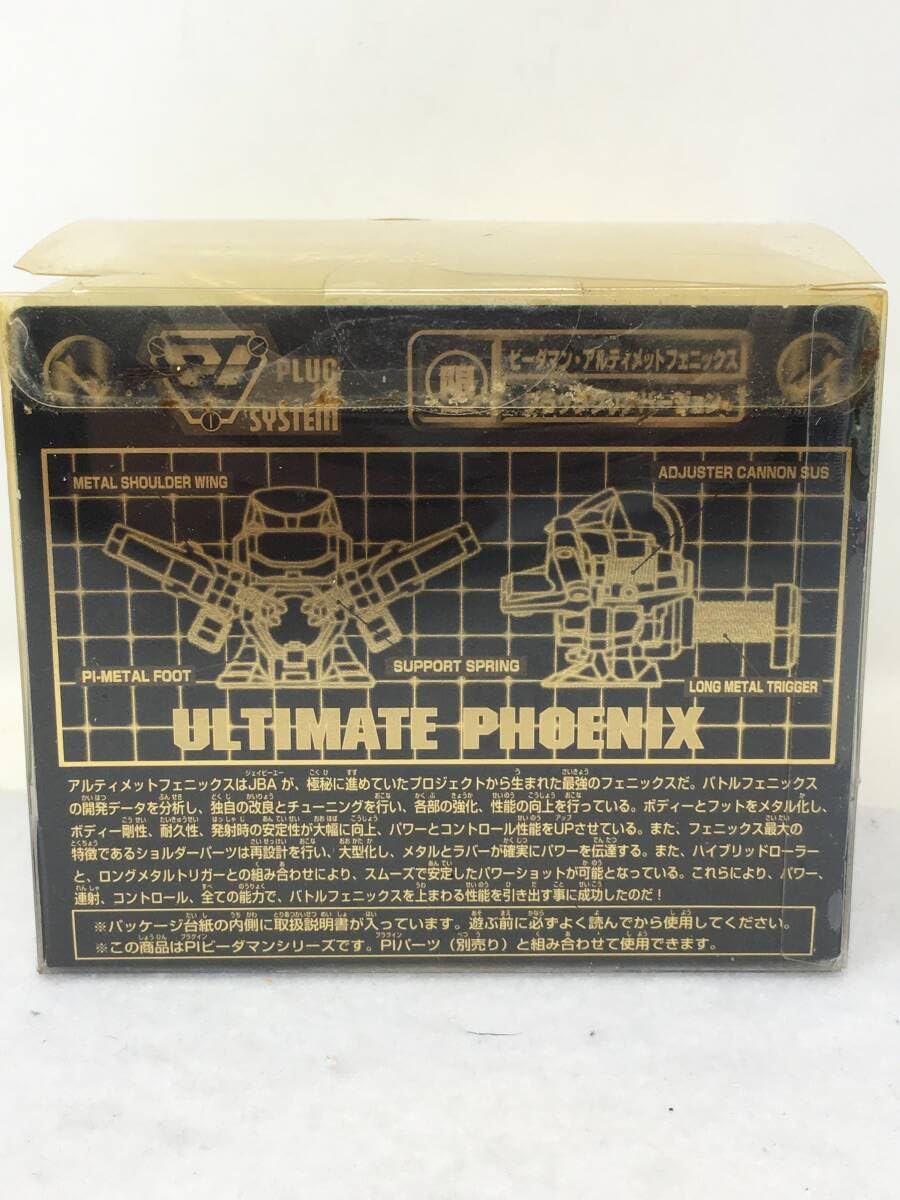 PI PLUG
SYSTEM
限
ビーダマン・アルティメットフェニックス
METAL SHOULDER WING
ADJUSTER CANNON SUS
PI-METAL FOOT
SUPPORT SPRING
LONG METAL TRIGGER
ULTIMATE PHOENIX
アルティメットフェニックスはJBAが、極秘に進めていたプロジェクトから生まれた最強のフェニックスだ。バトルフェニックス
の開発データを分析し、独自の改良とチューニングを行い、各部の強化、性能の向上を行っている。ボディーとフットをメタル化し、
ボディー剛性、耐久性、発射時の安定性が大幅に向上、パワーとコントロール性能をUPさせている。また、フェニックス最大の
特徴であるショルダーパーツは再設計を行い、大型化し、メタルとラバーが確実にパワーを伝達する。また、ハイブリッドローラー
と、ロングメタルトリガーとの組み合わせにより、スムーズで安定したパワーショットが可能となっている。これらにより、パワー、
連射、コントロール、全ての能力で、バトルフェニックスを上まわる性能を引き出す事に成功したのだ!
※パッケージ台紙の内側に取扱説明書が入っています。遊ぶ前に必ずよく読んでから使用してください。
※この商品はPIビーダマンシリーズです。PIパーツ（別売り）と組み合わせて使用できます。